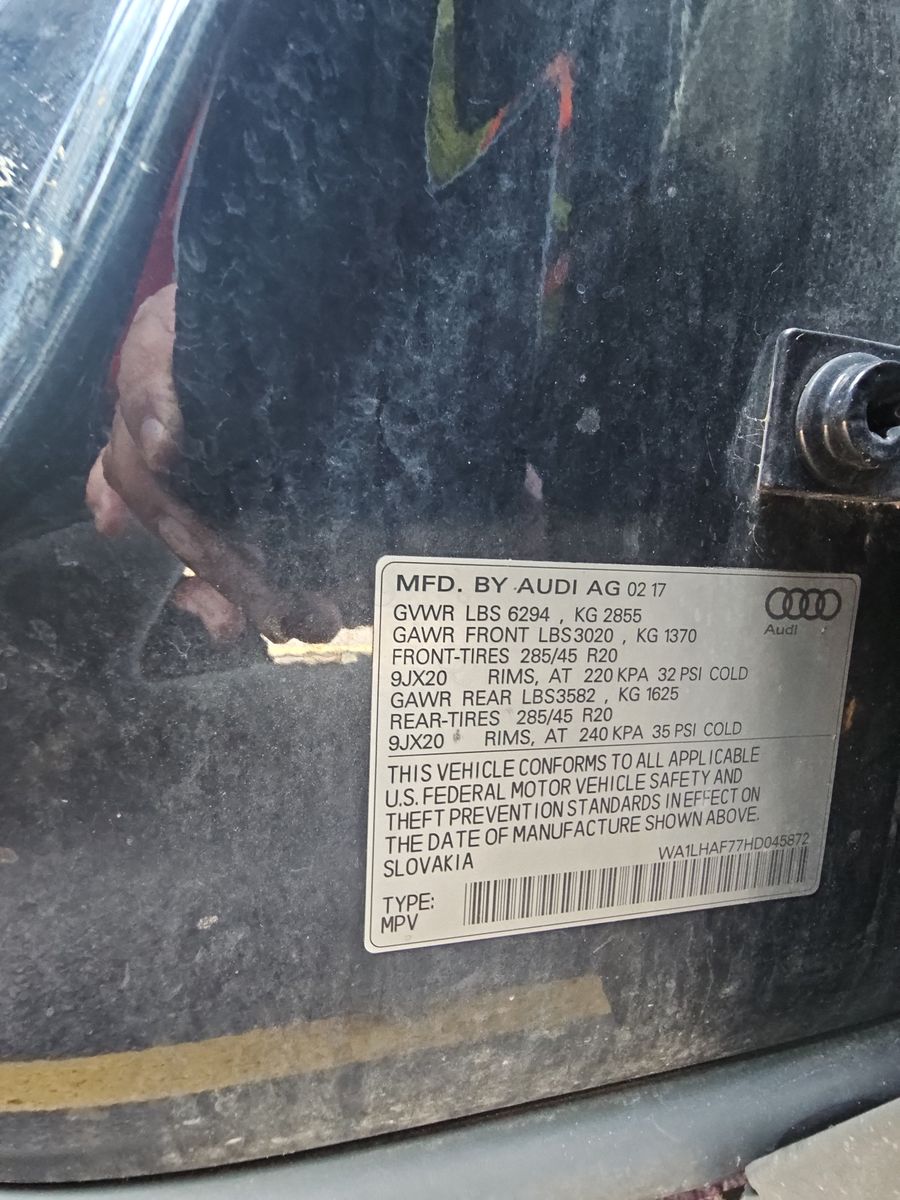 MFD. BY AUDI AG 02 17
GVWR LBS 6294 , KG 2855
GAWR FRONT LBS3020 , KG 1370
FRONT-TIRES 285/45 R20
9JX20 RIMS, AT 220 KPA 32 PSI COLD
GAWR REAR LBS3582 , KG 1625
REAR-TIRES 285/45 R20
9JX20 RIMS, AT 240 KPA 35 PSI COLD
Audi
THIS VEHICLE CONFORMS TO ALL APPLICABLE
U.S. FEDERAL MOTOR VEHICLE SAFETY AND
THEFT PREVENTION STANDARDS IN EFFECT ON
THE DATE OF MANUFACTURE SHOWN ABOVE.
SLOVAKIA
WA1LHAF77HD045872
TYPE:
MPV